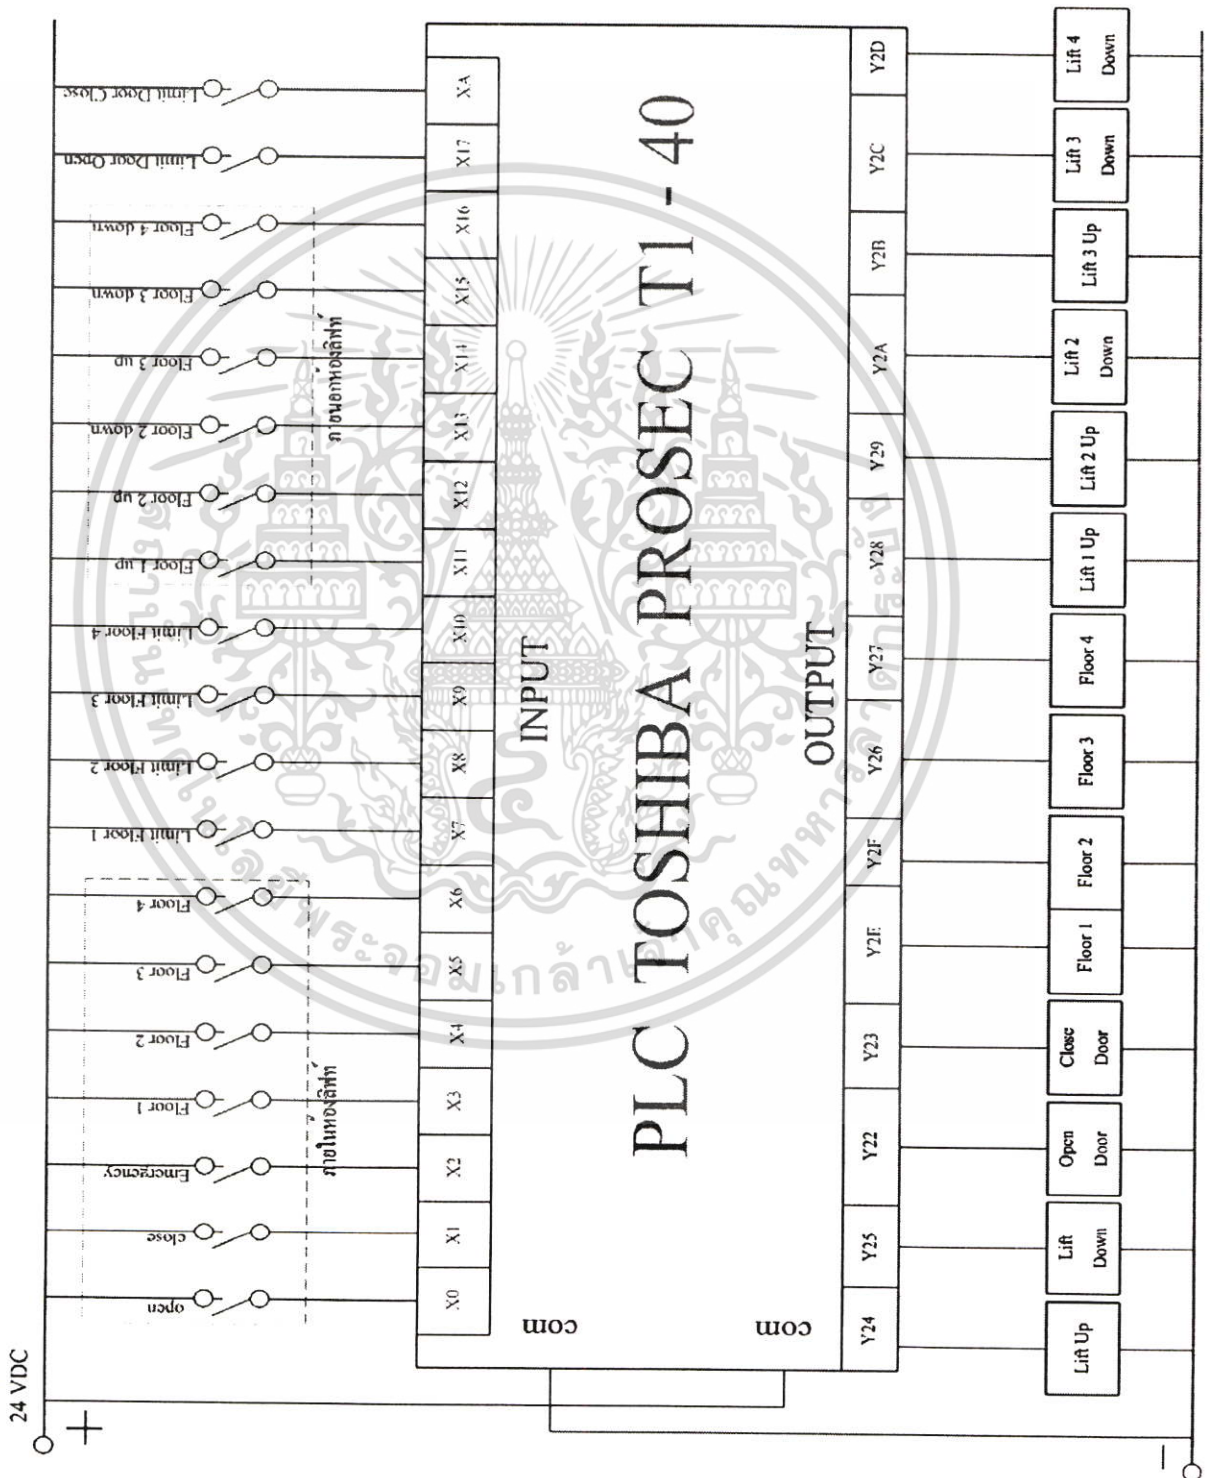 24 VDC
+
open
close
Emergency
Floor 1
Floor 2
Floor 3
Floor 4
ภายในห้องลิฟท์
Limit Floor 1
Limit Floor 2
Limit Floor 3
Limit Floor 4
Floor 1 up
Floor 2 up
Floor 2 down
Floor 3 up
Floor 3 down
Floor 4 down
ภายนอกห้องลิฟท์
Limit Door Open
Limit Door Close
X0 X1 X2 X3 X4 X5 X6 X7 X8 X9 X10 X11 X12 X13 X14 X15 X16 X17 XA
com
INPUT
PLC TOSHIBA PROSEC T1 - 40
com
OUTPUT
Y24 Y25 Y22 Y23 Y2E Y2F Y26 Y27 Y28 Y29 Y2A Y2B Y2C Y2D
Lift Up
Lift Down
Open Door
Close Door
Floor 1
Floor 2
Floor 3
Floor 4
Lift 1 Up
Lift 2 Up
Lift 2 Down
Lift 3 Up
Lift 3 Down
Lift 4 Down
-